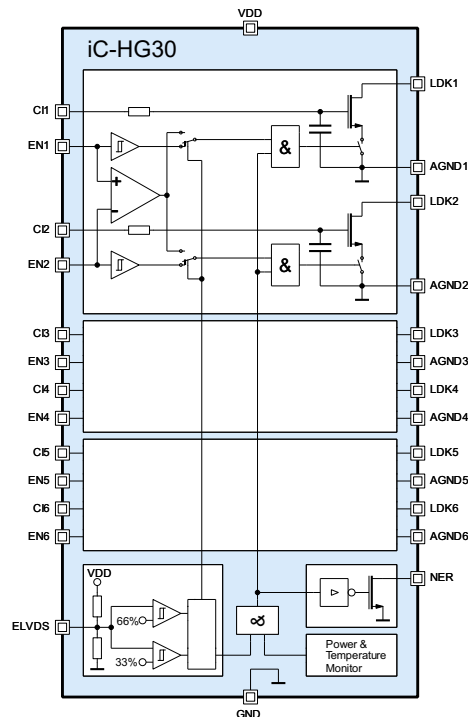 VDD
iC-HG30
CI1
LDK1
EN1
&
+
-
AGND1
LDK2
CI2
EN2
&
AGND2
CI3
LDK3
EN3
AGND3
CI4
LDK4
EN4
AGND4
CI5
LDK5
EN5
AGND5
CI6
LDK6
EN6
AGND6
VDD
NER
66%
&
ELVDS
33%
Power &
Temperature
Monitor
GND